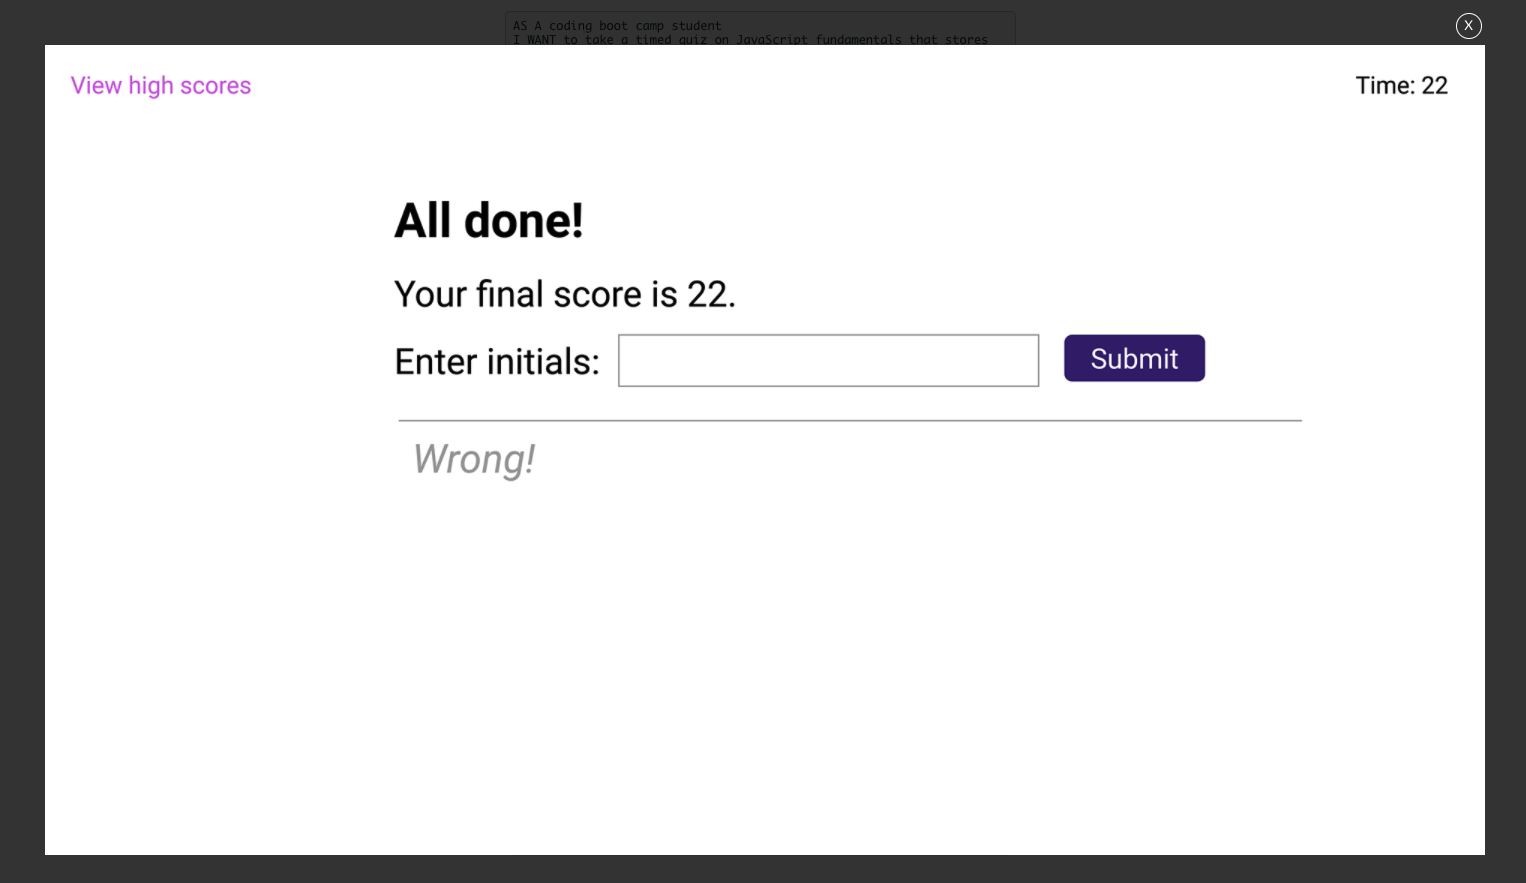 AS A coding boot camp student
I WANT to take a timed quiz on JavaScript fundamentals that stores
X
View high scores
Time: 22
All done!
Your final score is 22.
Enter initials:
Submit
Wrong!